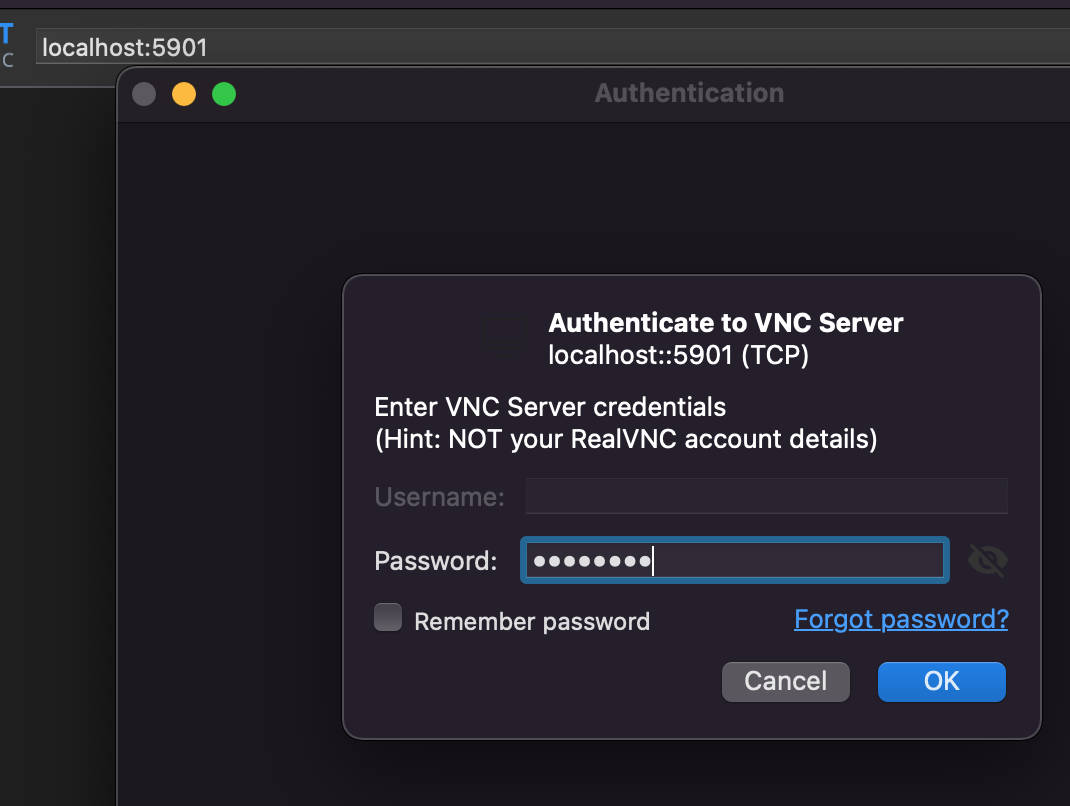 T
C
localhost:5901
Authentication
Authenticate to VNC Server
localhost::5901 (TCP)
Enter VNC Server credentials
(Hint: NOT your RealVNC account details)
Username:
Password: ●●●●●●●●
Remember password
Forgot password?
Cancel
OK